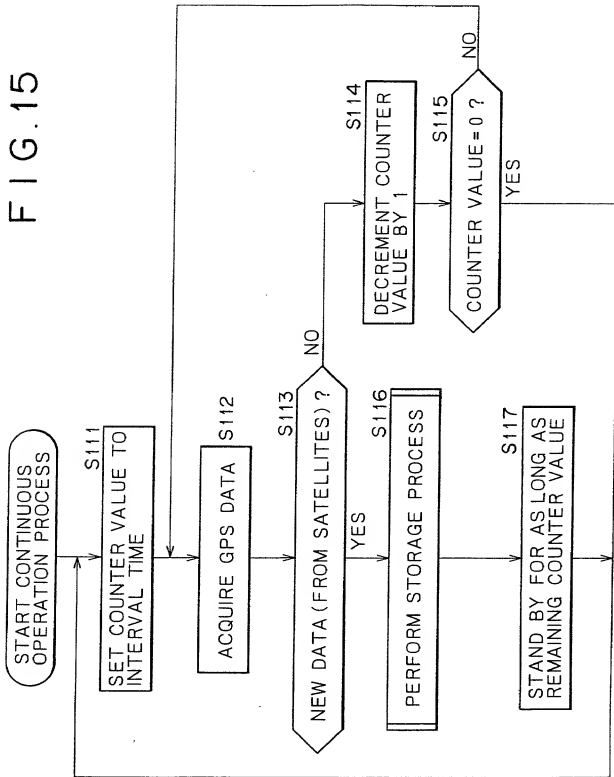 FIG.15
START CONTINUOUS
OPERATION PROCESS
S111
SET COUNTER VALUE TO
INTERVAL TIME
S112
ACQUIRE GPS DATA
S113
NEW DATA (FROM SATELLITES) ?
NO
YES
S114
DECREMENT COUNTER
VALUE BY 1
S115
COUNTER VALUE=0 ?
NO
YES
S116
PERFORM STORAGE PROCESS
S117
STAND BY FOR AS LONG AS
REMAINING COUNTER VALUE